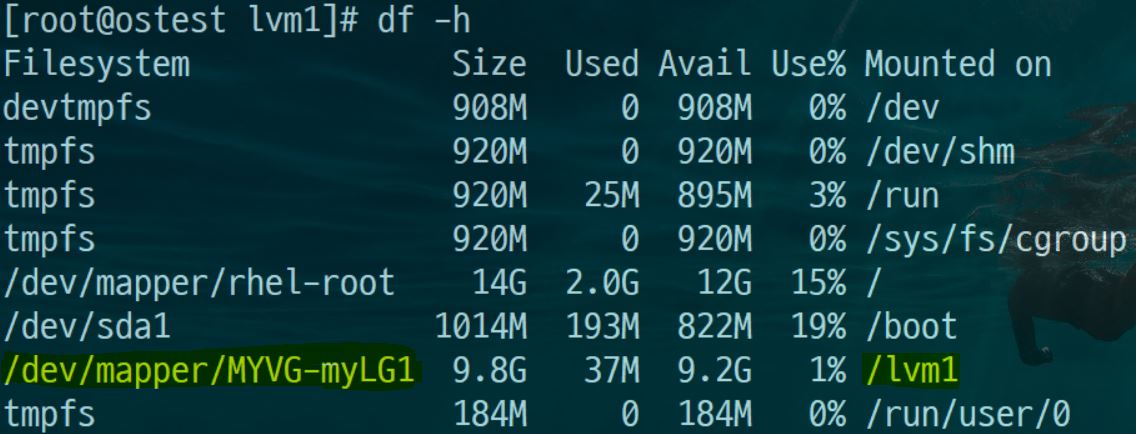 [root@ostest lvm1]# df -h
Filesystem Size Used Avail Use% Mounted on
devtmpfs 908M 0 908M 0% /dev
tmpfs 920M 0 920M 0% /dev/shm
tmpfs 920M 25M 895M 3% /run
tmpfs 920M 0 920M 0% /sys/fs/cgroup
/dev/mapper/rhel-root 14G 2.0G 12G 15% /
/dev/sda1 1014M 193M 822M 19% /boot
/dev/mapper/MYVG-myLG1 9.8G 37M 9.2G 1% /lvm1
tmpfs 184M 0 184M 0% /run/user/0